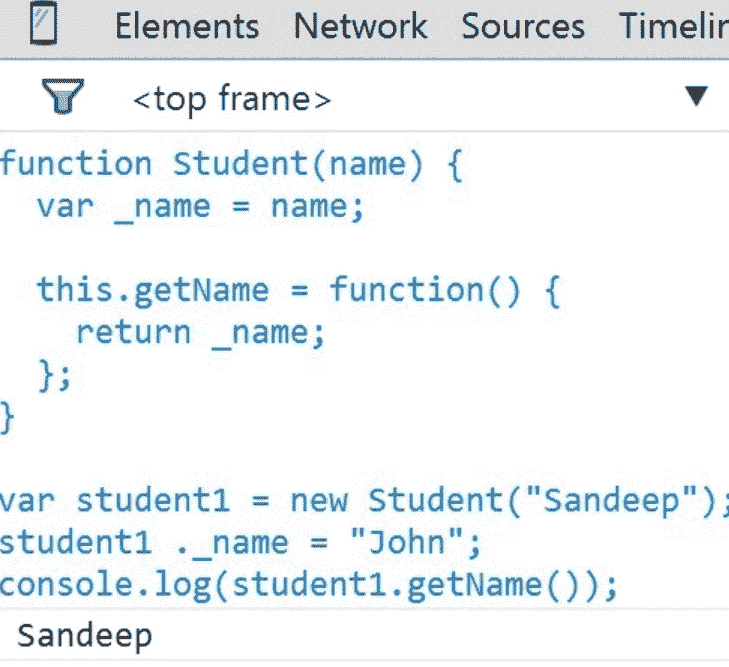 Elements Network Sources Timelin
<top frame> ▼
function Student(name) {
  var _name = name;

  this.getName = function() {
    return _name;
  };
}

var student1 = new Student("Sandeep");
student1 ._name = "John";
console.log(student1.getName());
Sandeep